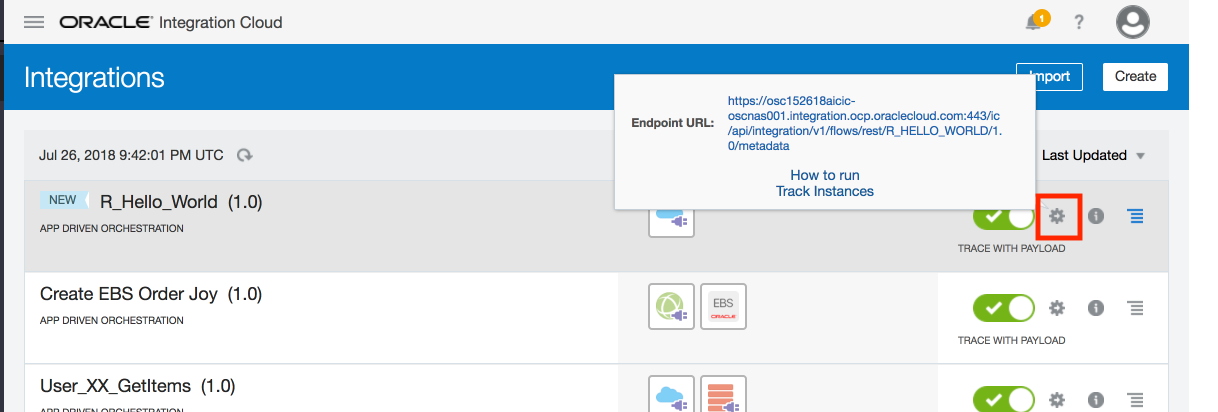 ORACLE Integration Cloud
1
?
Integrations
Import
Create
Endpoint URL:
https://osc152618aicic-
oscnas001.integration.ocp.oraclecloud.com:443/ic
/api/integration/v1/flows/rest/R_HELLO_WORLD/1.
0/metadata
How to run
Track Instances
Jul 26, 2018 9:42:01 PM UTC
Last Updated
NEW
R_Hello_World (1.0)
APP DRIVEN ORCHESTRATION
TRACE WITH PAYLOAD
Create EBS Order Joy (1.0)
APP DRIVEN ORCHESTRATION
EBS
ORACLE
TRACE WITH PAYLOAD
User_XX_GetItems (1.0)
APP DRIVEN ORCHESTRATION